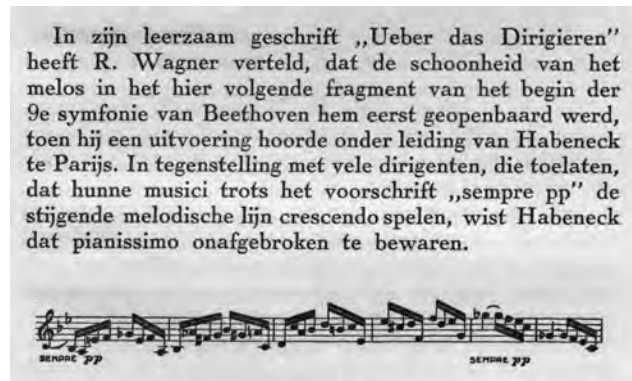 In zijn leerzaam geschrift „Ueber das Dirigieren”
heeft R. Wagner verteld, dat de schoonheid van het
melos in het hier volgende fragment van het begin der
9e symfonie van Beethoven hem eerst geopenbaard werd,
toen hij een uitvoering hoorde onder leiding van Habeneck
te Parijs. In tegenstelling met vele dirigenten, die toelaten,
dat hunne musici trots het voorschrift „sempre pp” de
stijgende melodische lijn crescendo spelen, wist Habeneck
dat pianissimo onafgebroken te bewaren.
SEMPRE pp SEMPRE pp